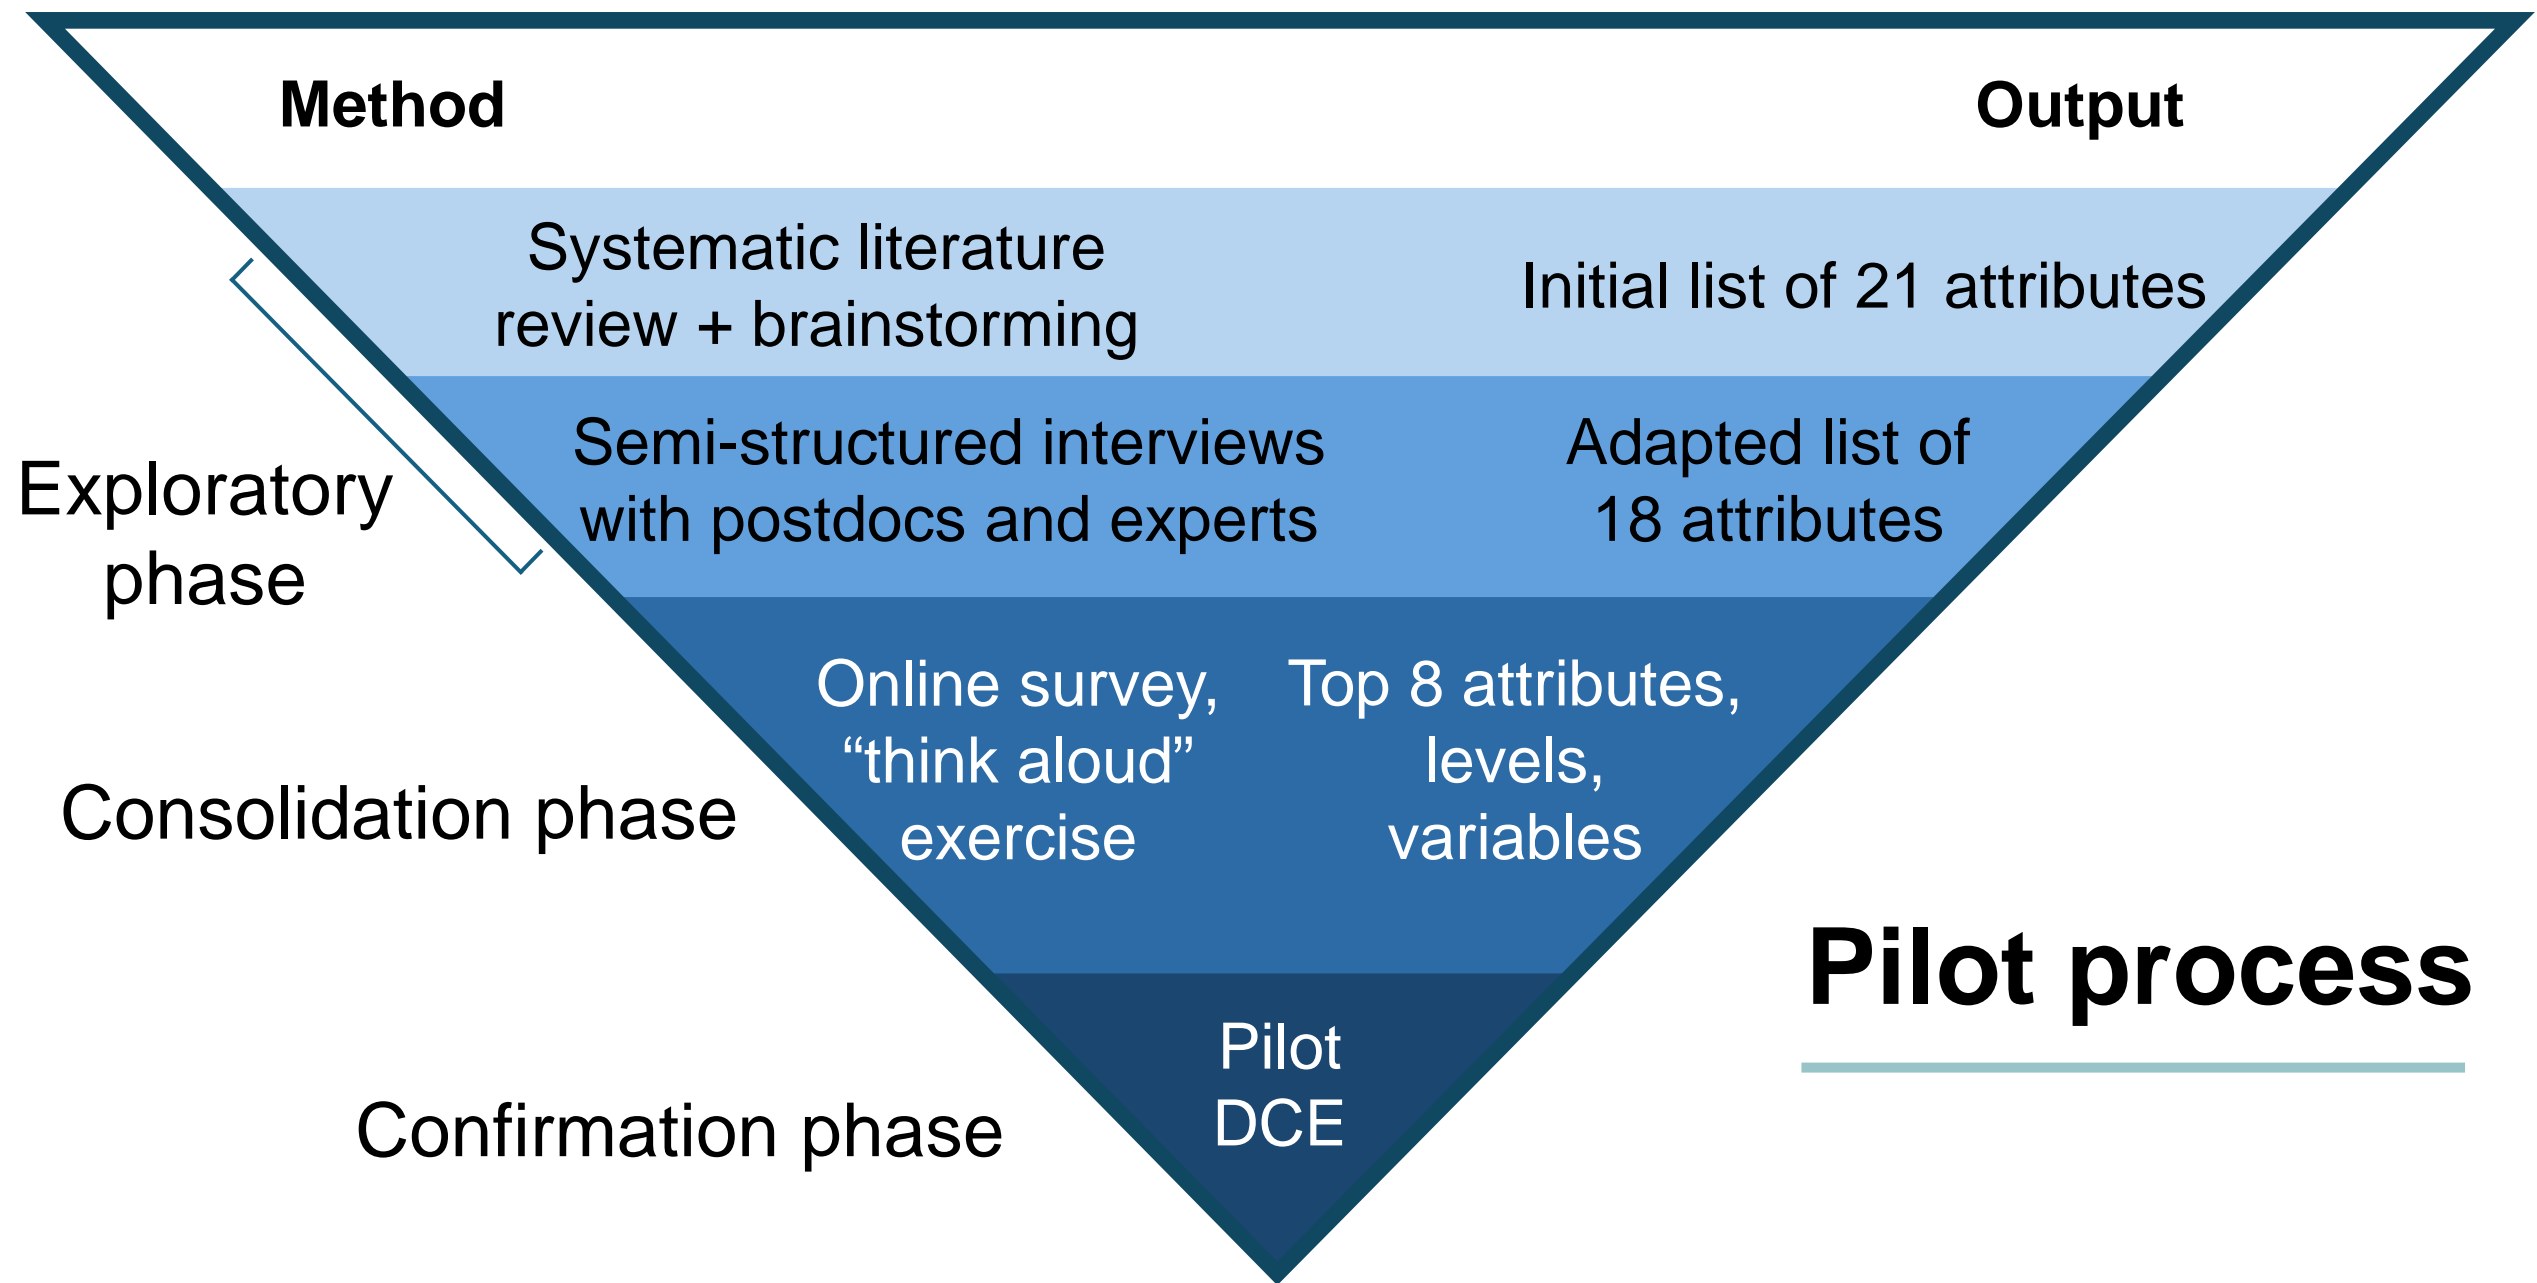 Method
Output
Systematic literature
review + brainstorming
Initial list of 21 attributes
Exploratory
phase
Semi-structured interviews
with postdocs and experts
Adapted list of
18 attributes
Consolidation phase
Online survey,
“think aloud”
exercise
Top 8 attributes,
levels,
variables
Confirmation phase
Pilot
DCE
Pilot process